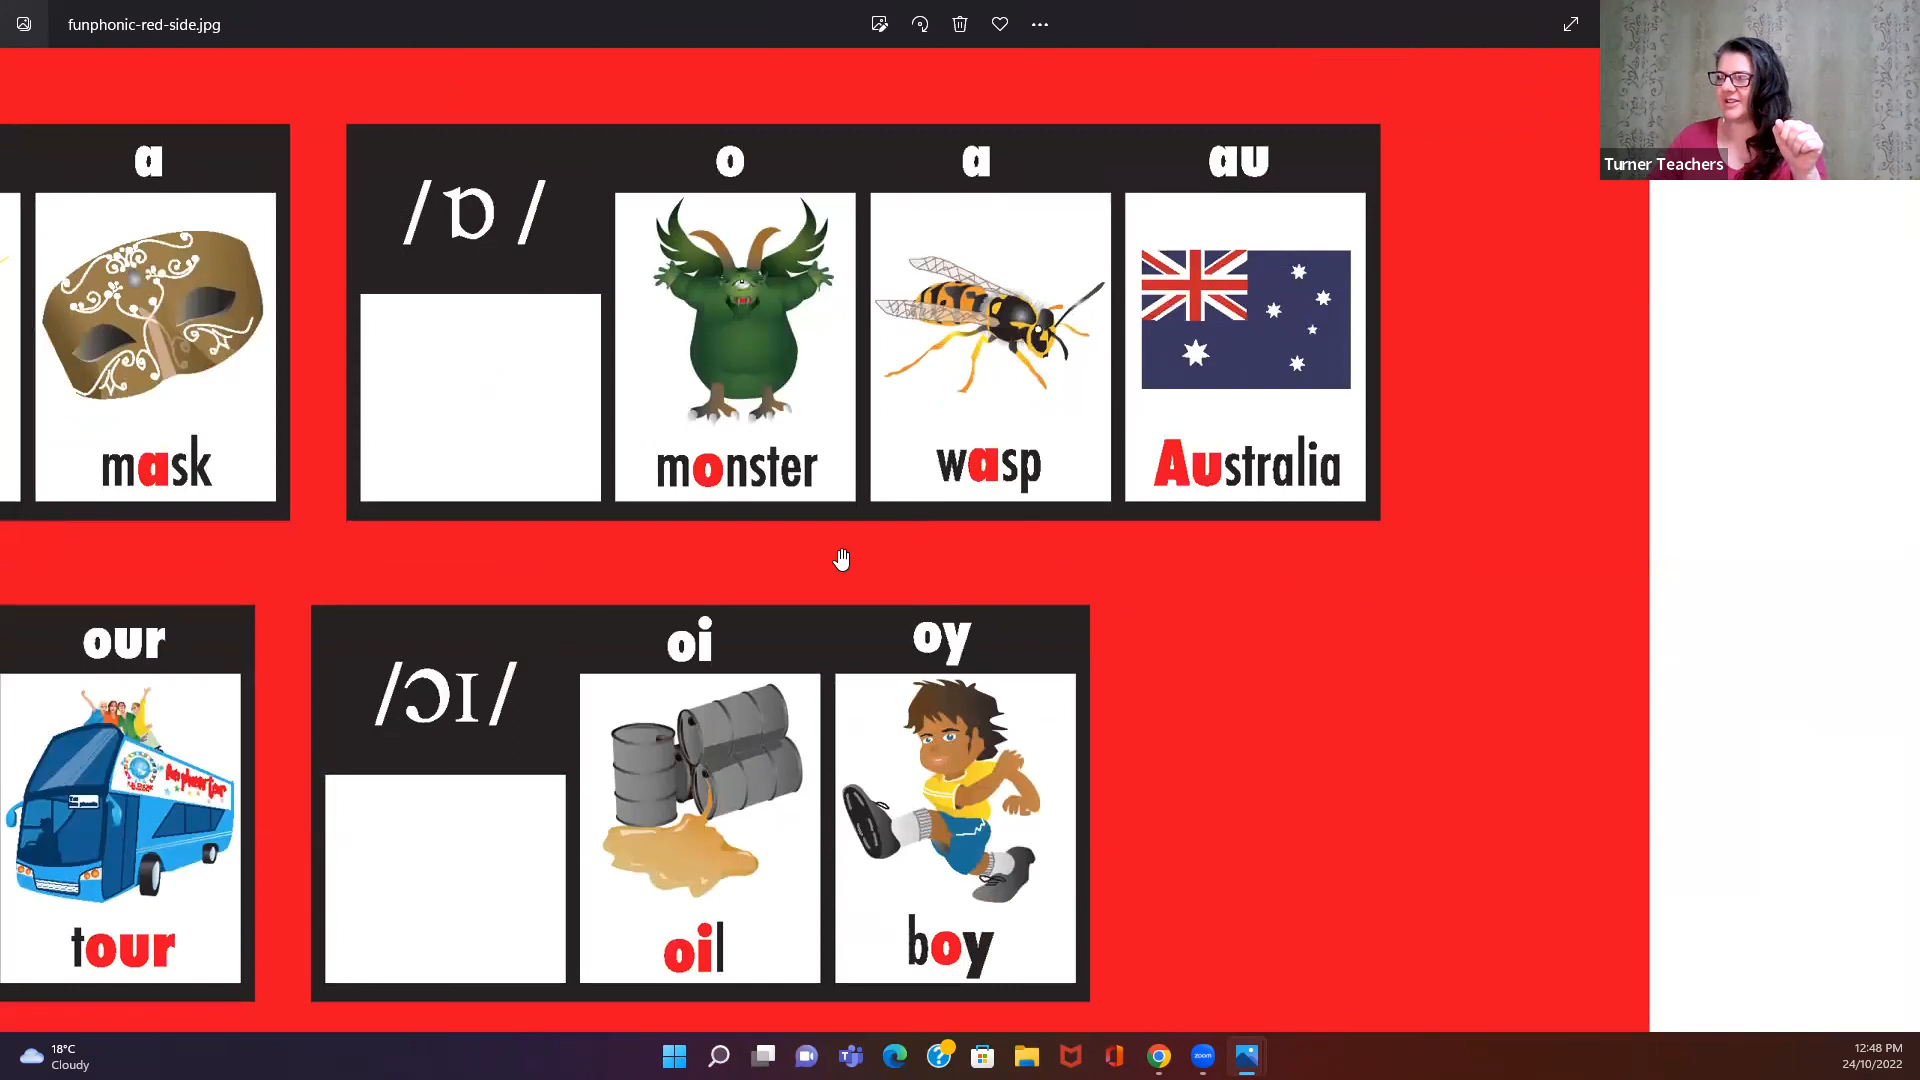 funphonic-red-side.jpg
Turner Teachers
a
mask
/ɒ/
o
a
au
monster
wasp
Australia
our
tour
/ɔɪ/
oi
oy
oil
boy
18°C
Cloudy
zoom
12:48 PM
24/10/2022